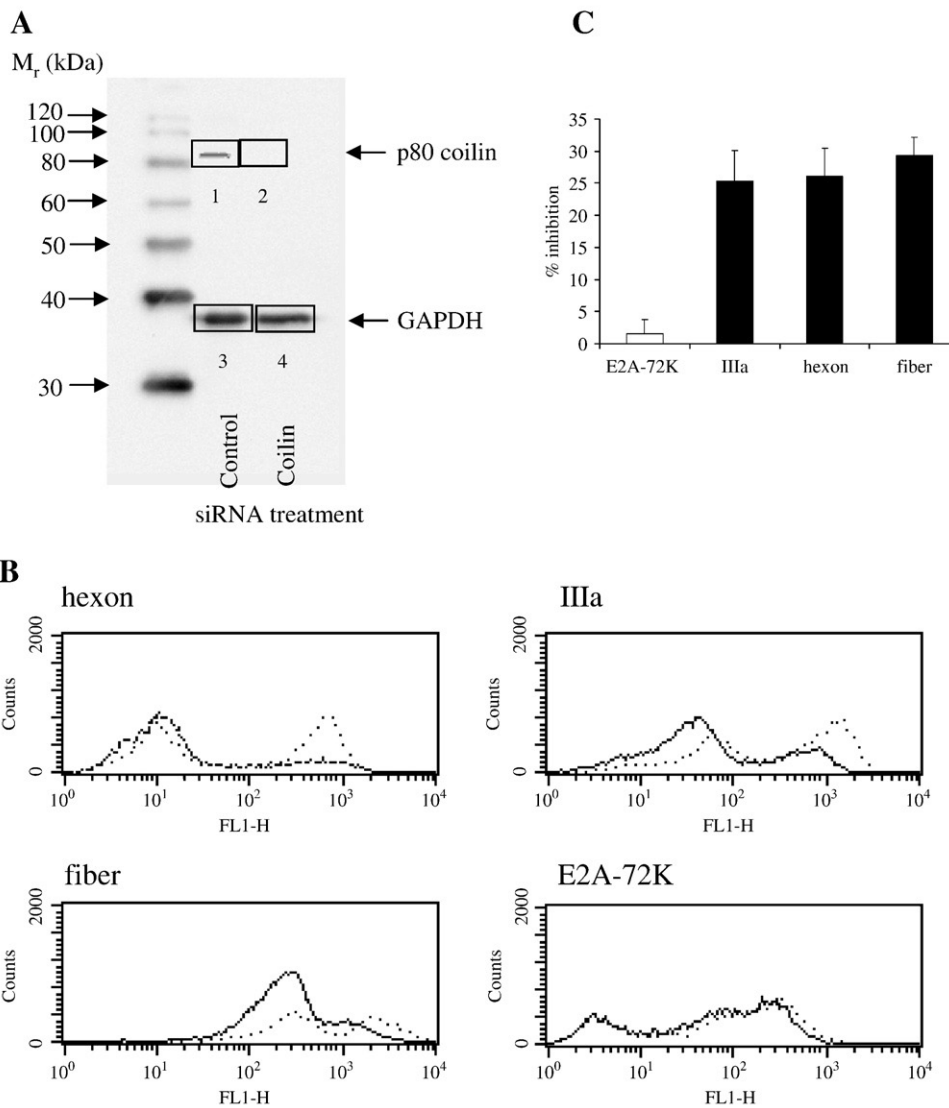 A
M_r (kDa)
120
100
80
60
50
40
30
p80 coilin
1 2
GAPDH
3 4
Control
Coilin
siRNA treatment
C
% inhibition
35
30
25
20
15
10
5
0
E2A-72K IIIa hexon fiber
B
hexon
2000
Counts
0
10^0 10^1 10^2 10^3 10^4
FL1-H
IIIa
2000
Counts
0
10^0 10^1 10^2 10^3 10^4
FL1-H
fiber
2000
Counts
0
10^0 10^1 10^2 10^3 10^4
FL1-H
E2A-72K
2000
Counts
0
10^0 10^1 10^2 10^3 10^4
FL1-H